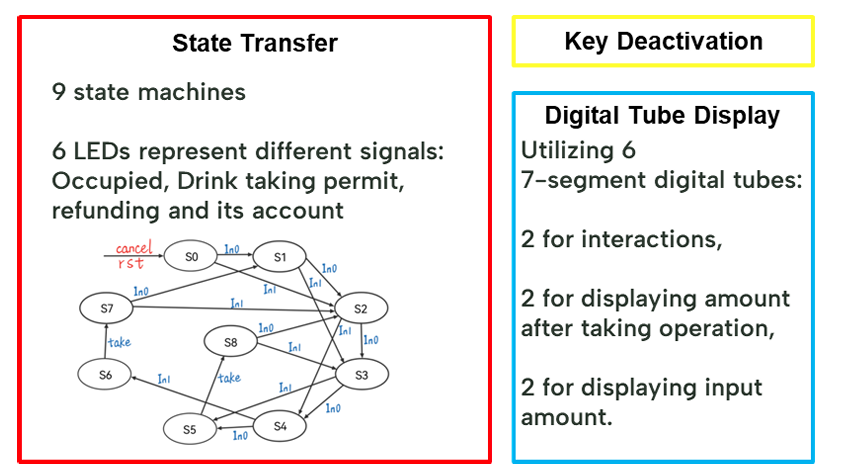 State Transfer
9 state machines
6 LEDs represent different signals:
Occupied, Drink taking permit,
refunding and its account
cancel
rst
S0
In0
S1
In0
In1
In1
In0
S7
In1
S2
take
S8
In0
In1
In0
In1
S6
In1
take
In1
S3
In0
S5
In0
S4
Key Deactivation
Digital Tube Display
Utilizing 6
7-segment digital tubes:
2 for interactions,
2 for displaying amount
after taking operation,
2 for displaying input
amount.